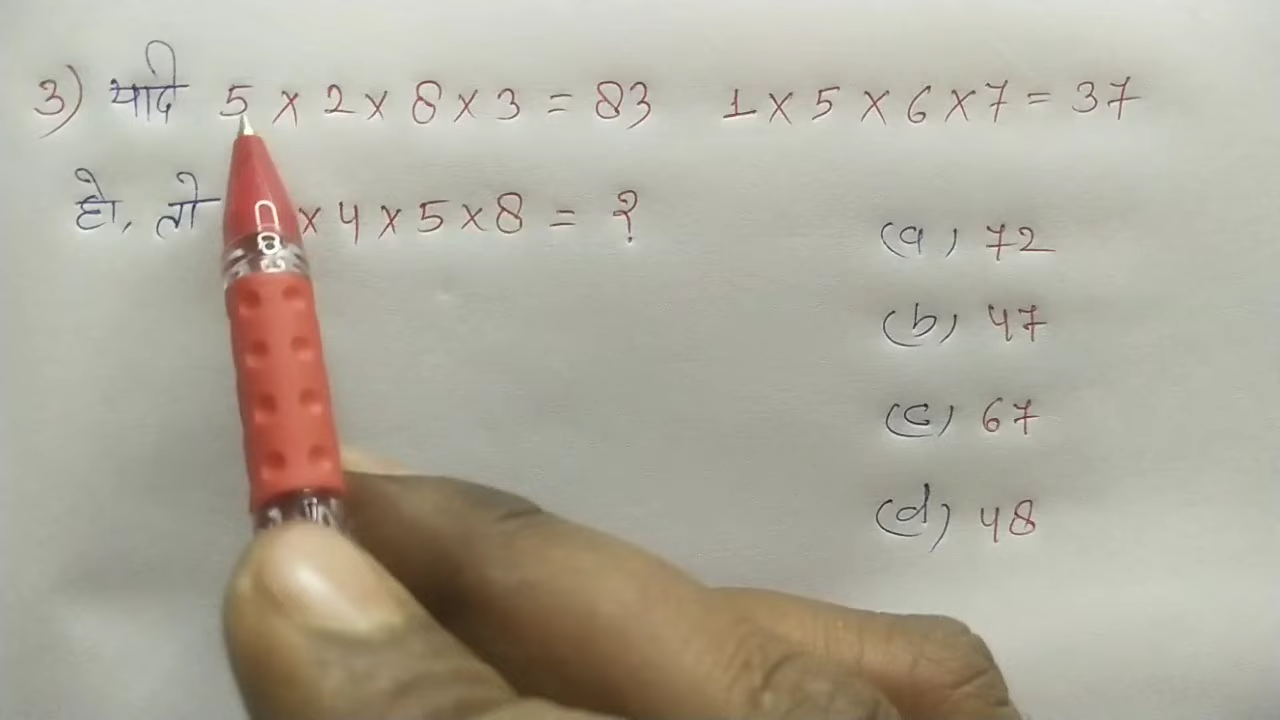 3) यदि 5 × 2 × 8 × 3 = 83 1 × 5 × 6 × 7 = 37
हो, तो × 4 × 5 × 8 = ?
(a) 72
(b) 47
(c) 67
(d) 48